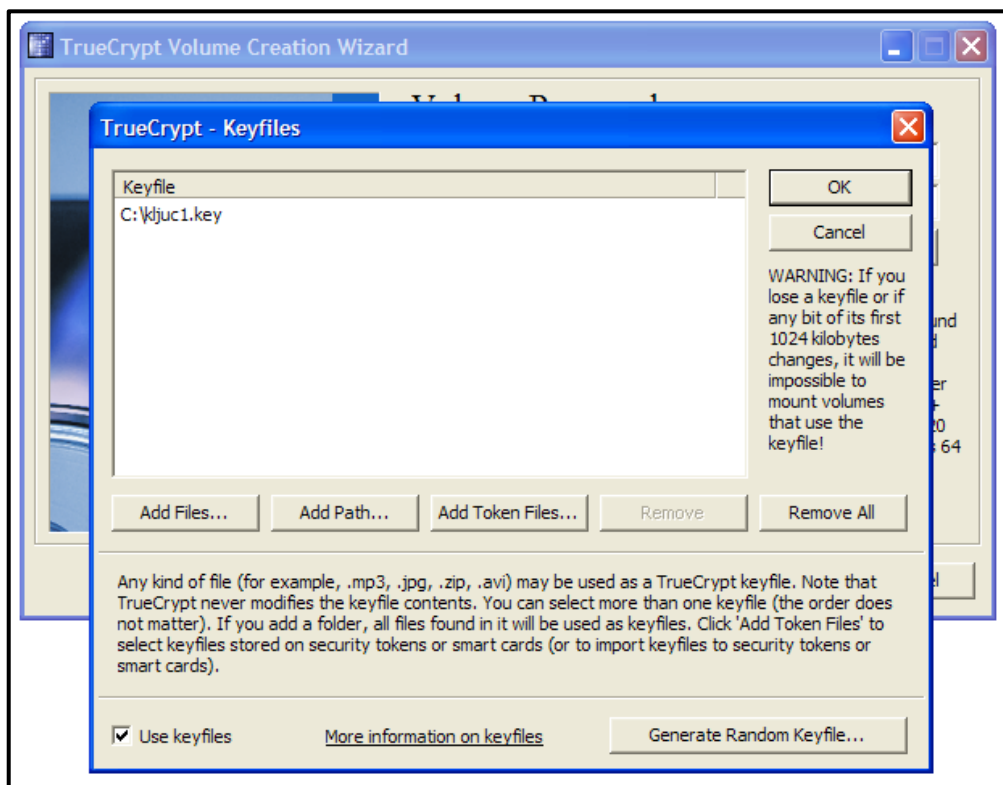 TrueCrypt Volume Creation Wizard
TrueCrypt - Keyfiles
Keyfile
C:\kljuc1.key
OK
Cancel
WARNING: If you
lose a keyfile or if
any bit of its first
1024 kilobytes
changes, it will be
impossible to
mount volumes
that use the
keyfile!
Add Files...
Add Path...
Add Token Files...
Remove
Remove All
Any kind of file (for example, .mp3, .jpg, .zip, .avi) may be used as a TrueCrypt keyfile. Note that
TrueCrypt never modifies the keyfile contents. You can select more than one keyfile (the order does
not matter). If you add a folder, all files found in it will be used as keyfiles. Click 'Add Token Files' to
select keyfiles stored on security tokens or smart cards (or to import keyfiles to security tokens or
smart cards).
Use keyfiles
More information on keyfiles
Generate Random Keyfile...